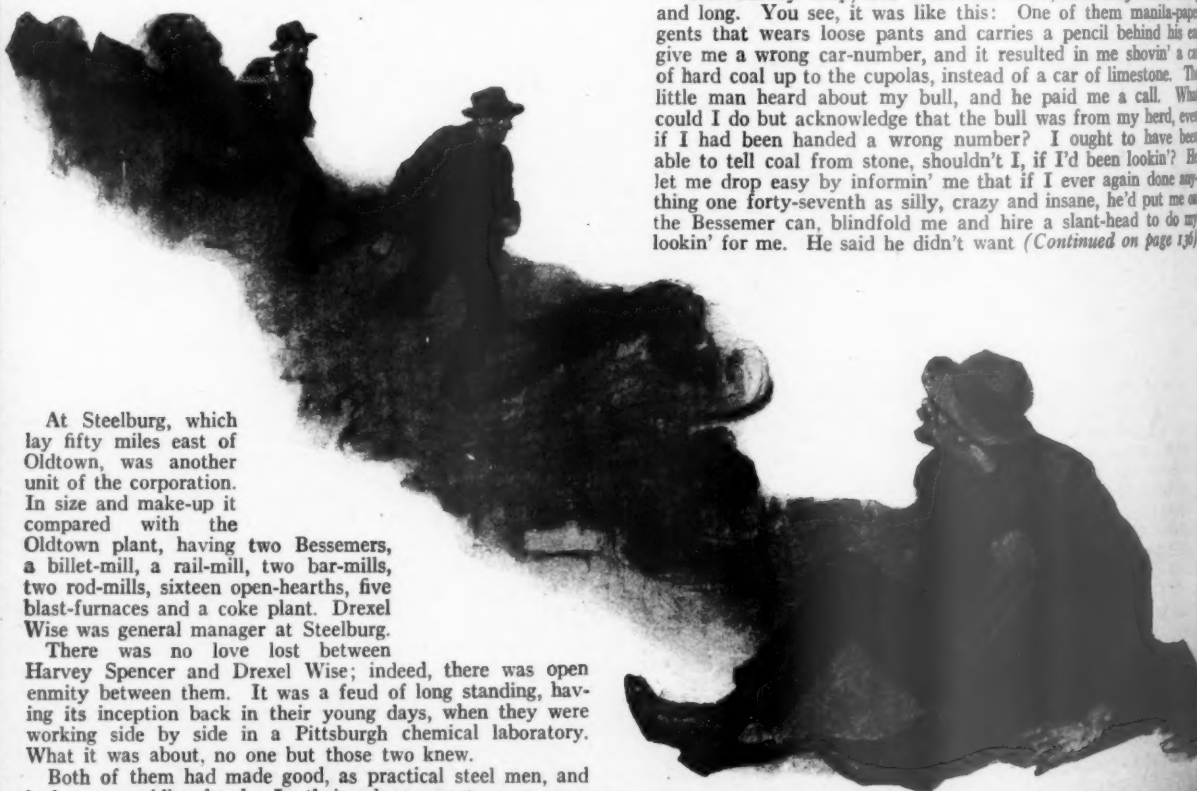 At Steelburg, which
lay fifty miles east of
Oldtown, was another
unit of the corporation.
In size and make-up it
compared with the
Oldtown plant, having two Bessemers,
a billet-mill, a rail-mill, two bar-mills,
two rod-mills, sixteen open-hearths, five
blast-furnaces and a coke plant. Drexel
Wise was general manager at Steelburg.
There was no love lost between
Harvey Spencer and Drexel Wise; indeed, there was open
enmity between them. It was a feud of long standing, hav-
ing its inception back in their young days, when they were
working side by side in a Pittsburgh chemical laboratory.
What it was about, no one but those two knew.
Both of them had made good, as practical steel men, and
and long. You see, it was like this: One of them manila-pape
gents that wears loose pants and carries a pencil behind his ea
give me a wrong car-number, and it resulted in me shovin' a ca
of hard coal up to the cupolas, instead of a car of limestone. Th
little man heard about my bull, and he paid me a call. Wha
could I do but acknowledge that the bull was from my herd, even
if I had been handed a wrong number? I ought to have been
able to tell coal from stone, shouldn't I, if I'd been lookin'? He
let me drop easy by informin' me that if I ever again done any-
thing one forty-seventh as silly, crazy and insane, he'd put me on
the Bessemer can, blindfold me and hire a slant-head to do my
lookin' for me. He said he didn't want (Continued on page 136)